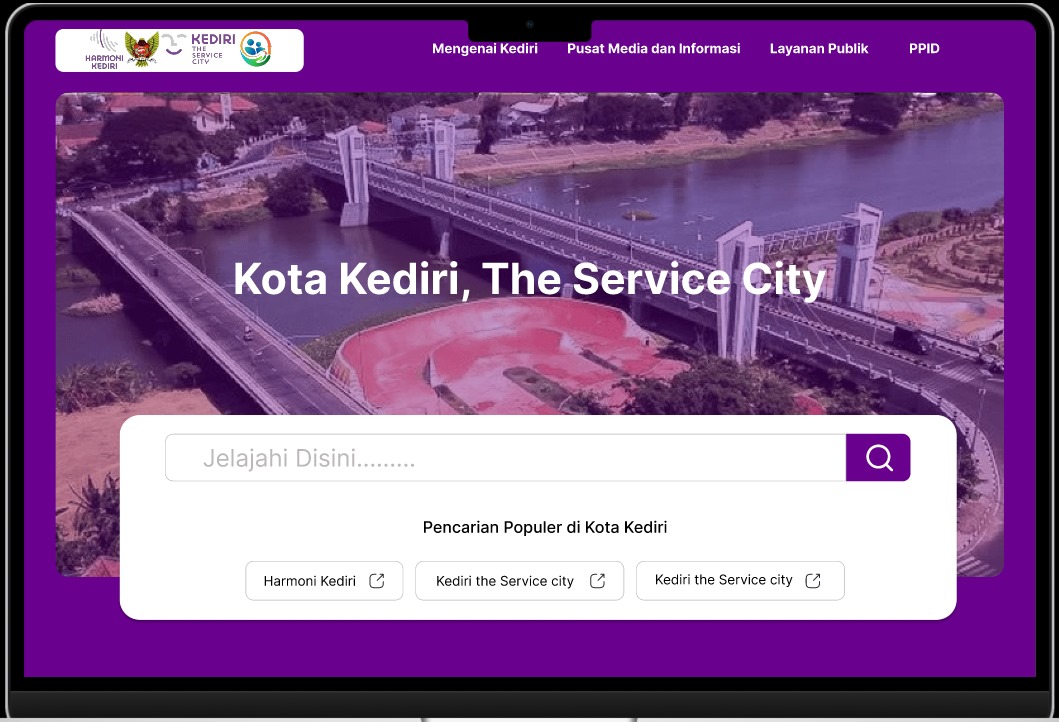 HARMONI
KEDIRI
KEDIRI
THE
SERVICE
CITY
Mengenai Kediri
Pusat Media dan Informasi
Layanan Publik
PPID
Kota Kediri, The Service City
Jelajahi Disini.........
Pencarian Populer di Kota Kediri
Harmoni Kediri
Kediri the Service city
Kediri the Service city